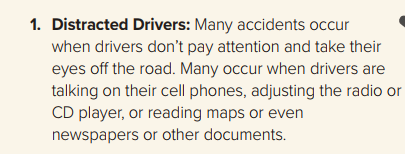 1. Distracted Drivers: Many accidents occur
when drivers don’t pay attention and take their
eyes off the road. Many occur when drivers are
talking on their cell phones, adjusting the radio or
CD player, or reading maps or even
newspapers or other documents.